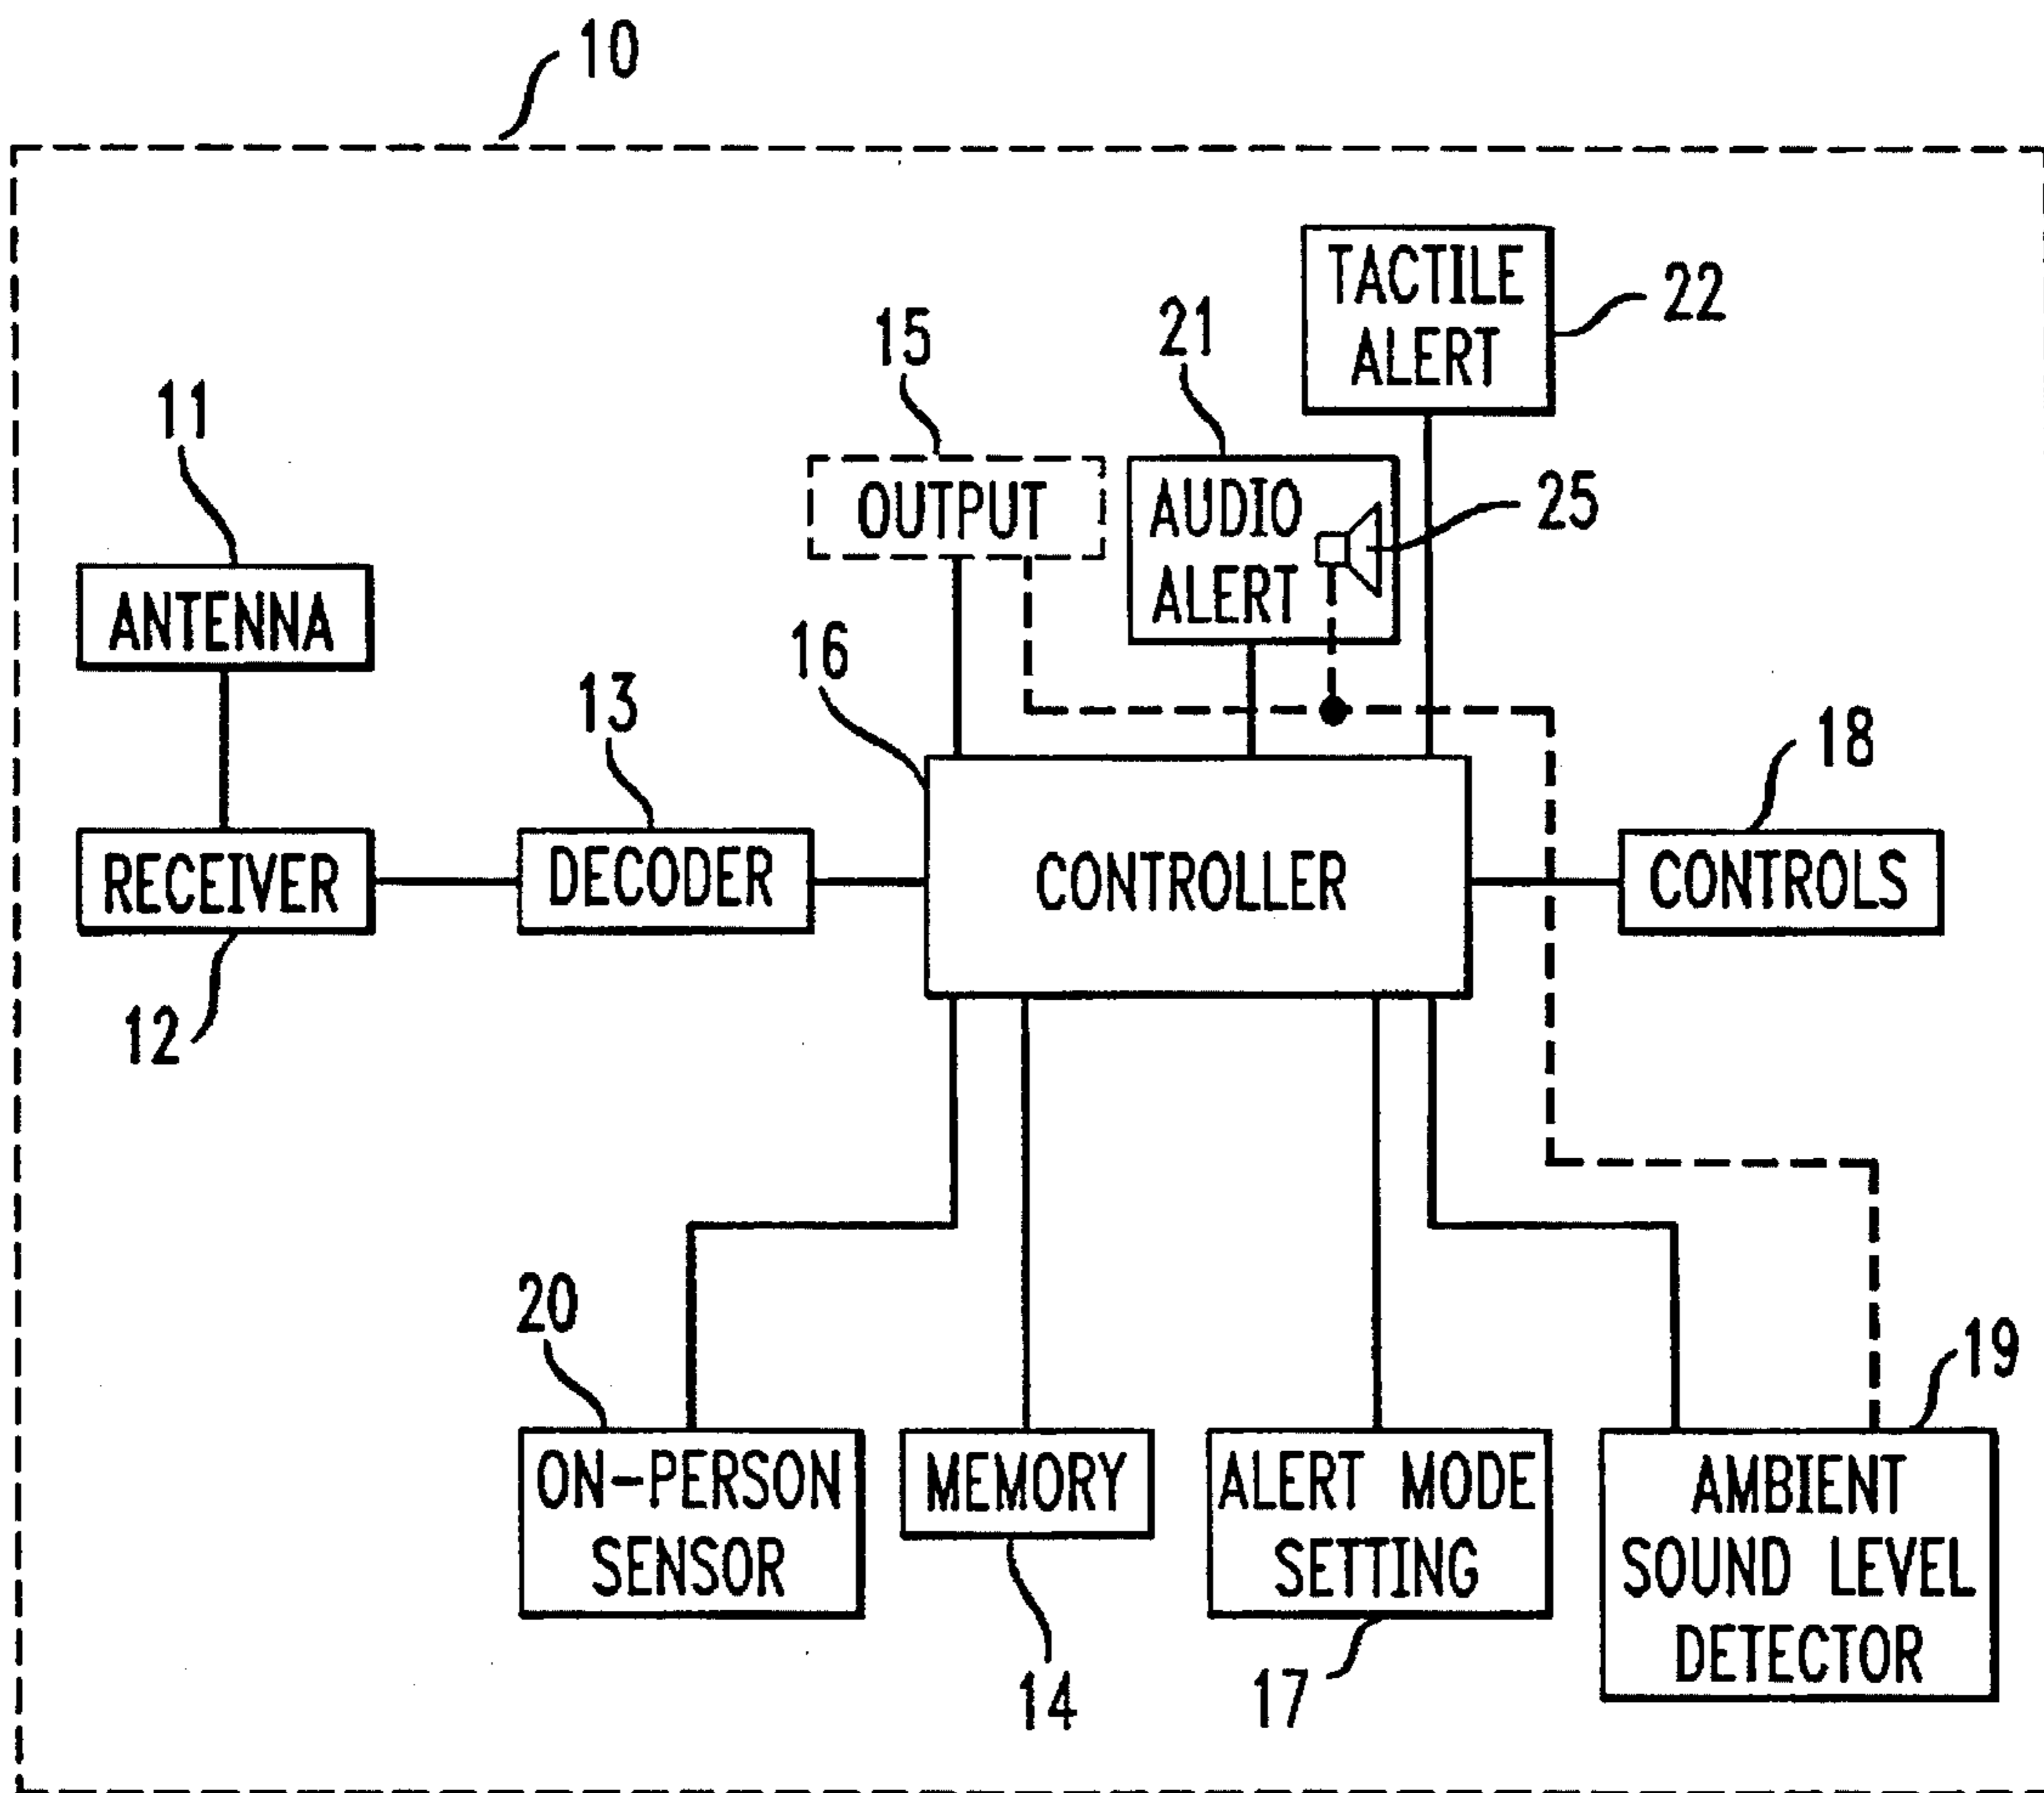 10
TACTILE
ALERT
22
15
21
11
OUTPUT
AUDIO
ALERT
25
ANTENNA
16
13
18
RECEIVER
DECODER
CONTROLLER
CONTROLS
12
20
19
ON-PERSON
SENSOR
MEMORY
ALERT MODE
SETTING
AMBIENT
SOUND LEVEL
DETECTOR
14
17